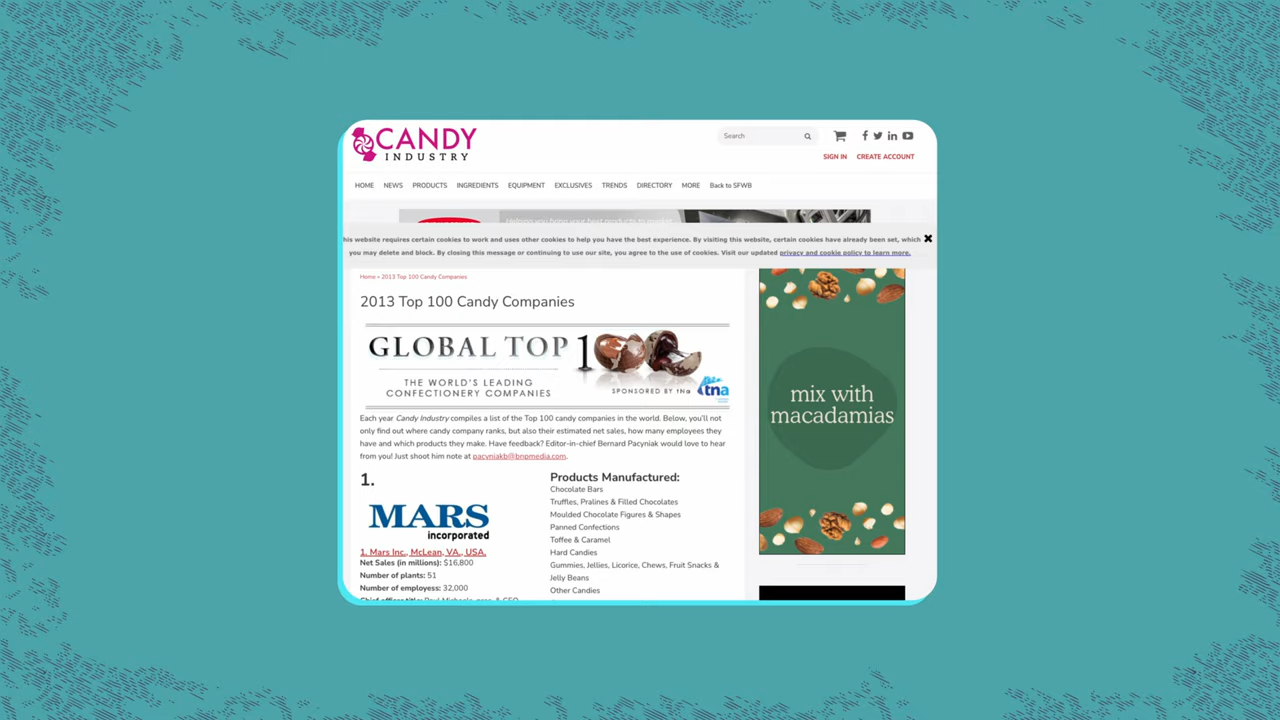 CANDY
INDUSTRY
Search
SIGN IN CREATE ACCOUNT
HOME NEWS PRODUCTS INGREDIENTS EQUIPMENT EXCLUSIVES TRENDS DIRECTORY MORE Back to SFWB
Helping you bring your best products to market
his website requires certain cookies to work and uses other cookies to help you have the best experience. By visiting this website, certain cookies have already been set, which
you may delete and block. By closing this message or continuing to use our site, you agree to the use of cookies. Visit our updated privacy and cookie policy to learn more.
Home » 2013 Top 100 Candy Companies
2013 Top 100 Candy Companies
GLOBAL TOP 100
THE WORLD'S LEADING
CONFECTIONERY COMPANIES
SPONSORED BY tna
tna
Each year Candy Industry compiles a list of the Top 100 candy companies in the world. Below, you'll not
only find out where candy company ranks, but also their estimated net sales, how many employees they
have and which products they make. Have feedback? Editor-in-chief Bernard Pacyniak would love to hear
from you! Just shoot him note at pacyniakb@bnpmedia.com.
1.
MARS
incorporated
1. Mars Inc., McLean, VA., USA.
Net Sales (in millions): $16,800
Number of plants: 51
Number of employess: 32,000
Products Manufactured:
Chocolate Bars
Truffles, Pralines & Filled Chocolates
Moulded Chocolate Figures & Shapes
Panned Confections
Toffee & Caramel
Hard Candies
Gummies, Jellies, Licorice, Chews, Fruit Snacks &
Jelly Beans
Other Candies
mix with
macadamias